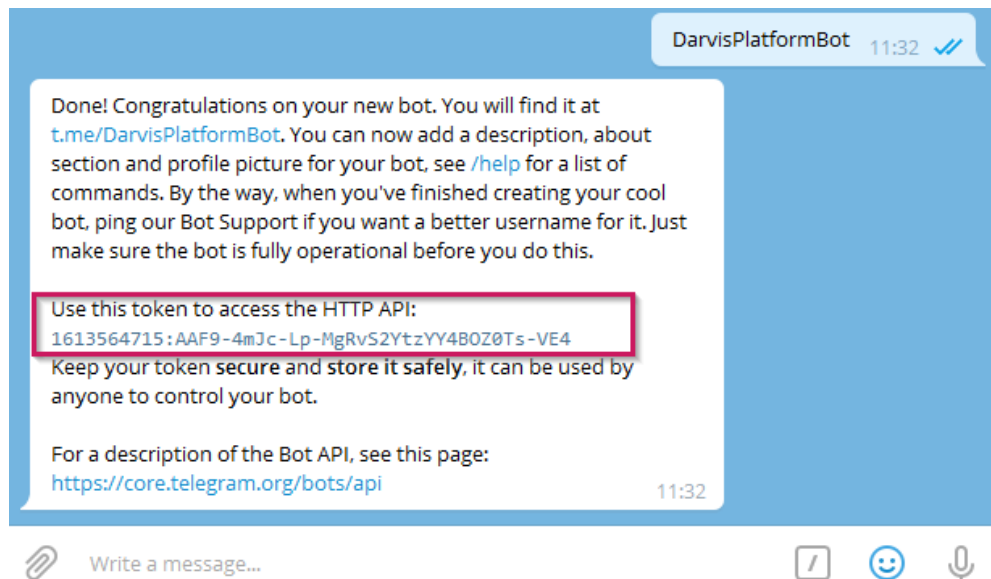 DarvisPlatformBot 11:32
Done! Congratulations on your new bot. You will find it at
t.me/DarvisPlatformBot. You can now add a description, about
section and profile picture for your bot, see /help for a list of
commands. By the way, when you've finished creating your cool
bot, ping our Bot Support if you want a better username for it. Just
make sure the bot is fully operational before you do this.
Use this token to access the HTTP API:
1613564715:AAF9-4mJc-Lp-MgRvS2YtzYY4BOZ0Ts-VE4
Keep your token secure and store it safely, it can be used by
anyone to control your bot.
For a description of the Bot API, see this page:
https://core.telegram.org/bots/api
11:32
Write a message...